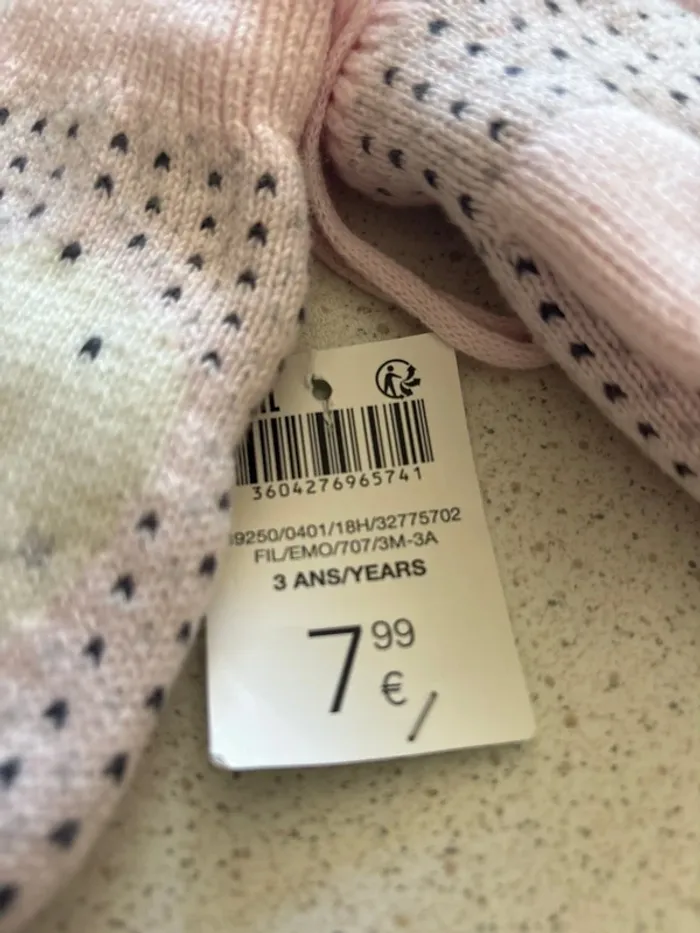 3604276965741
9250/0401/18H/32775702
FIL/EMO/707/3M-3A
3 ANS/YEARS
7 99 €